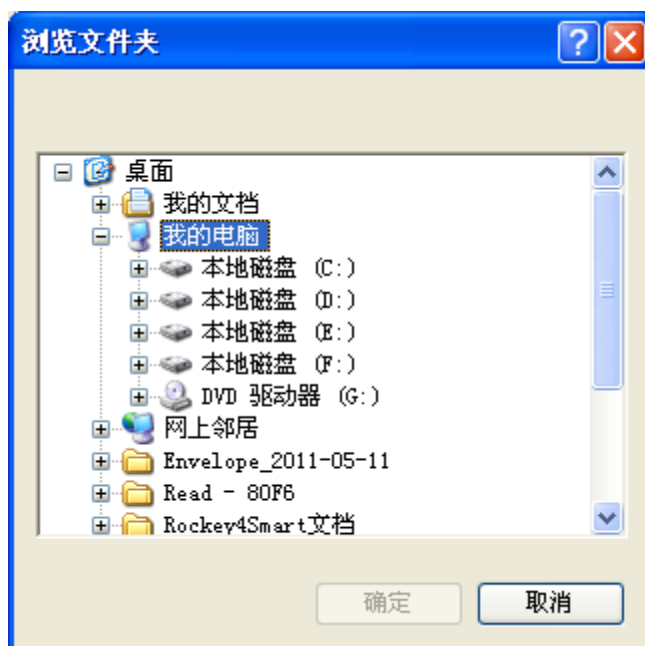 浏览文件夹
桌面
我的文档
我的电脑
本地磁盘 (C:)
本地磁盘 (D:)
本地磁盘 (E:)
本地磁盘 (F:)
DVD 驱动器 (G:)
网上邻居
Envelope_2011-05-11
Read - 80F6
Rockey4Smart文档
确定 取消